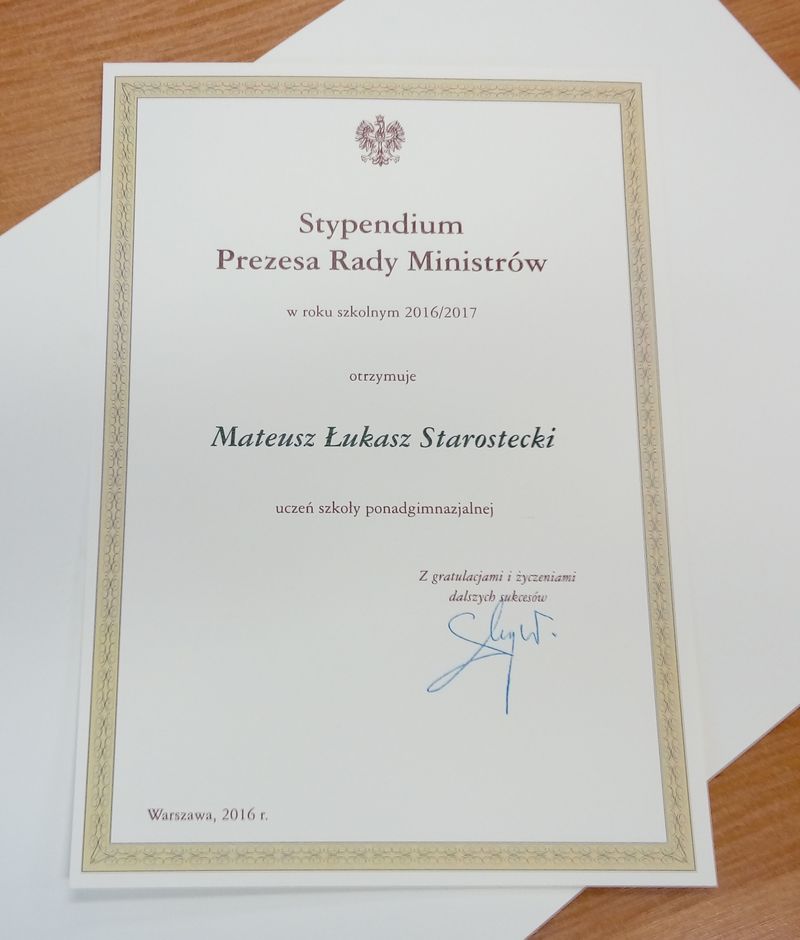 Stypendium
Prezesa Rady Ministrów
w roku szkolnym 2016/2017
otrzymuje
Mateusz Łukasz Starostecki
uczeń szkoły ponadgimnazjalnej
Z gratulacjami i życzeniami
dalszych sukcesów
Warszawa, 2016 r.